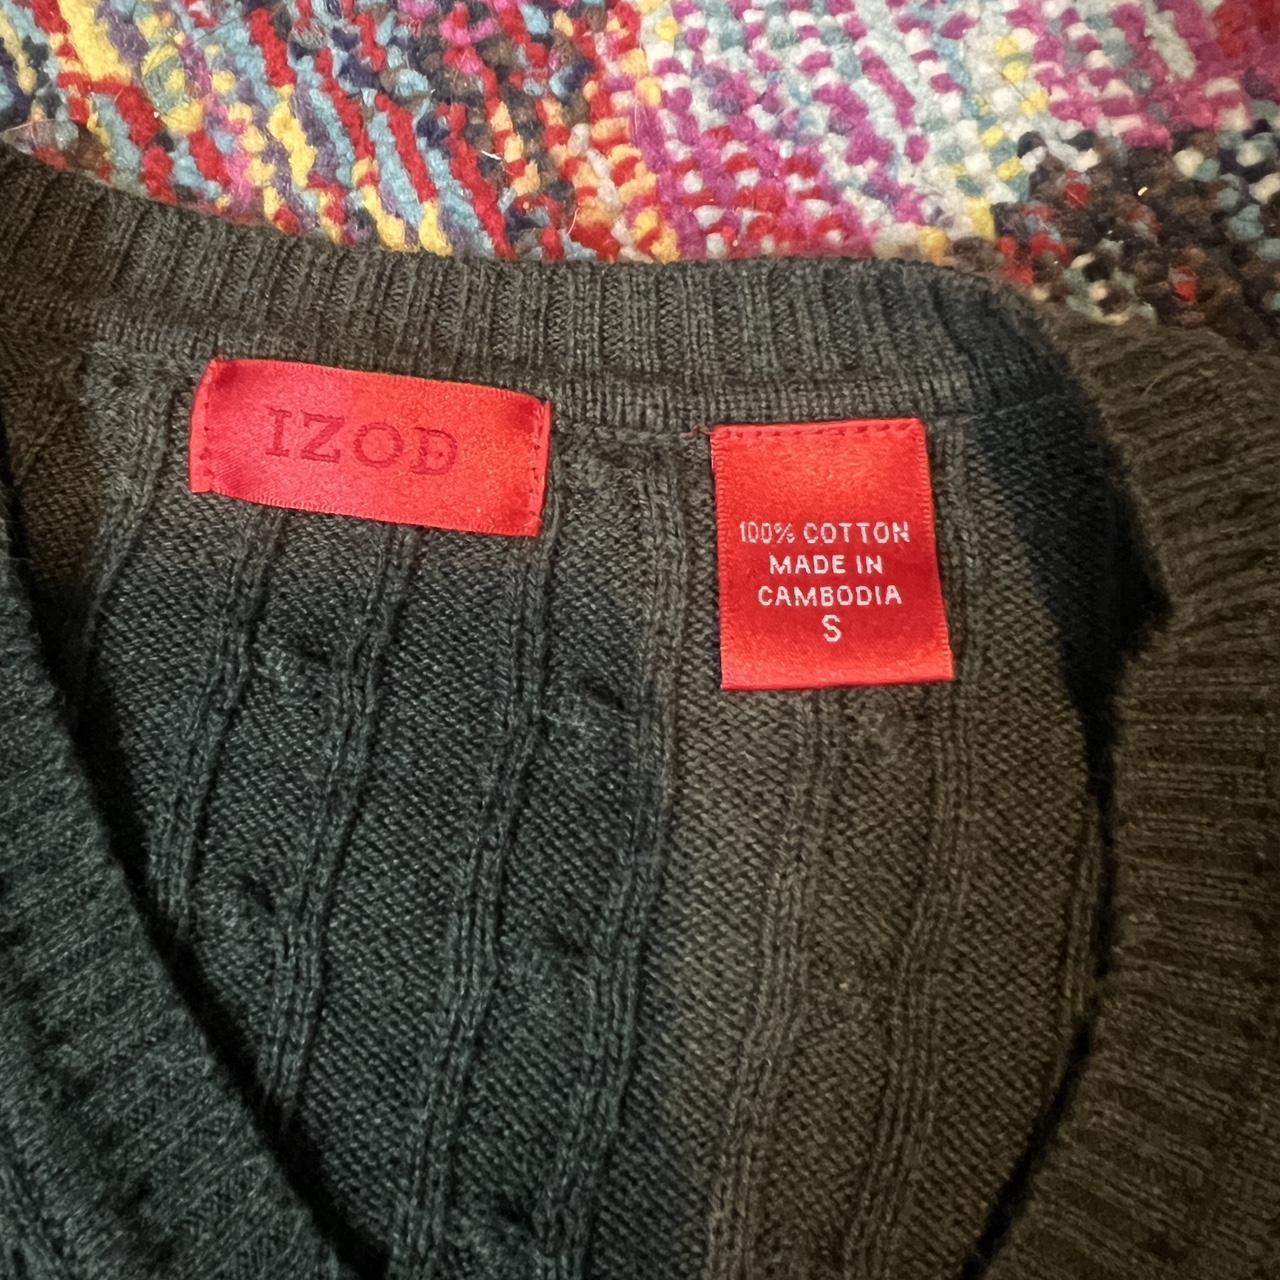 IZOD
100% COTTON
MADE IN
CAMBODIA
S